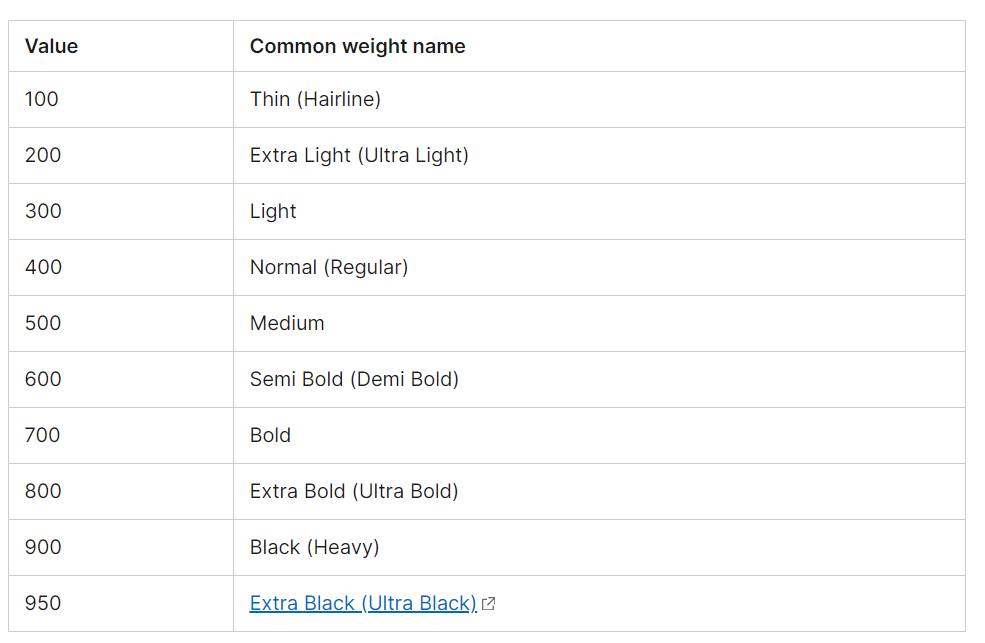 Value Common weight name
100 Thin (Hairline)
200 Extra Light (Ultra Light)
300 Light
400 Normal (Regular)
500 Medium
600 Semi Bold (Demi Bold)
700 Bold
800 Extra Bold (Ultra Bold)
900 Black (Heavy)
950 Extra Black (Ultra Black)